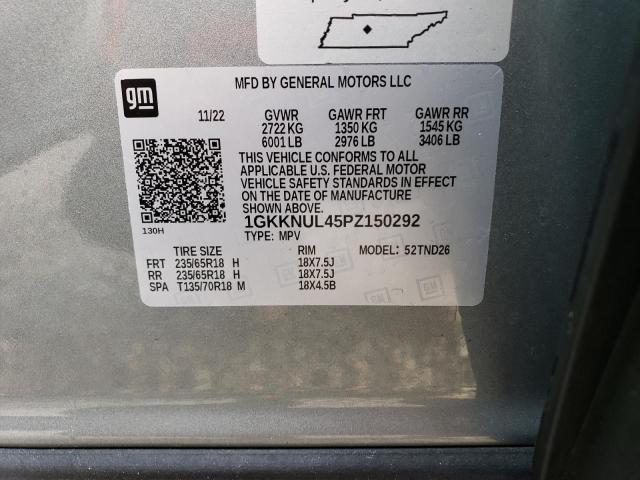 MFD BY GENERAL MOTORS LLC
gm
11/22 GVWR GAWR FRT GAWR RR
2722 KG 1350 KG 1545 KG
6001 LB 2976 LB 3406 LB
THIS VEHICLE CONFORMS TO ALL
APPLICABLE U.S. FEDERAL MOTOR
VEHICLE SAFETY STANDARDS IN EFFECT
ON THE DATE OF MANUFACTURE
SHOWN ABOVE.
1GKKNUL45PZ150292
130H
TYPE: MPV
TIRE SIZE RIM MODEL: 52TND26
FRT 235/65R18 H 18X7.5J
RR 235/65R18 H 18X7.5J
SPA T135/70R18 M 18X4.5B